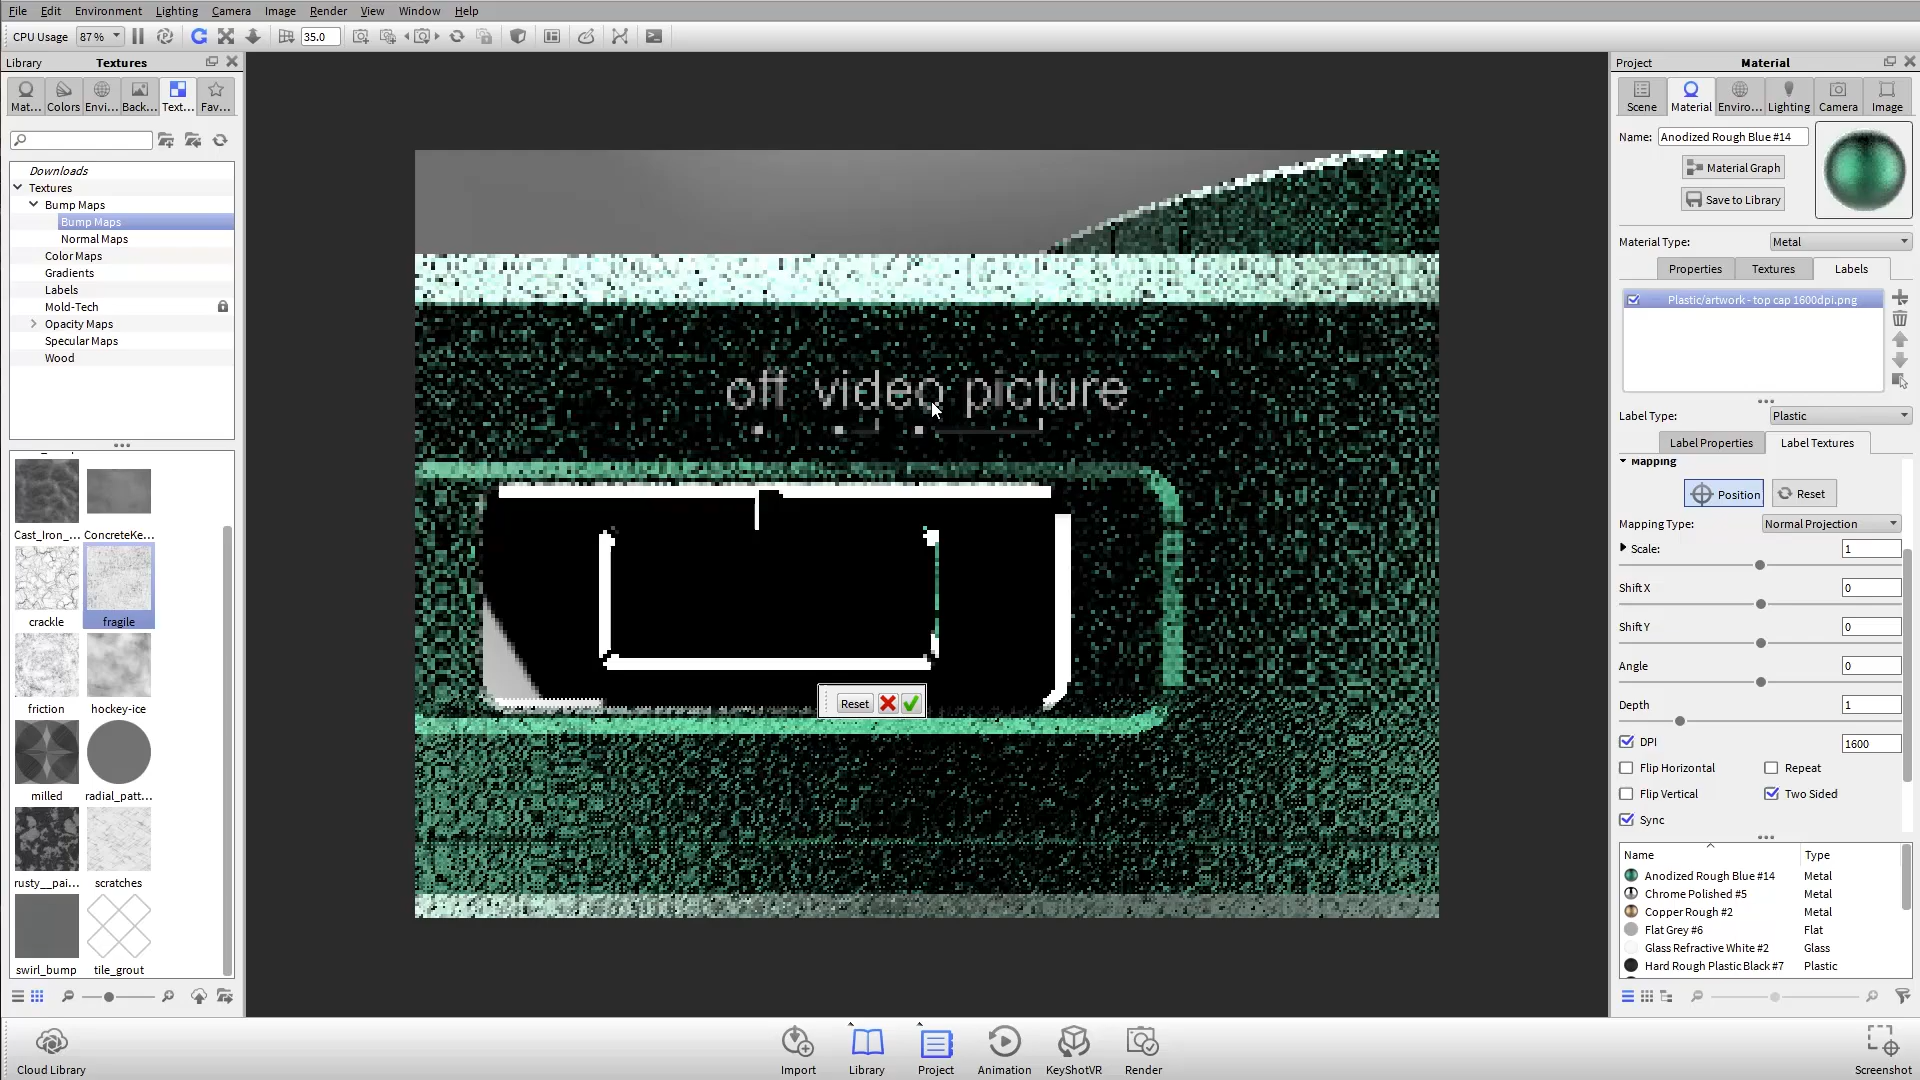 File Edit Environment Lighting Camera Image Render View Window Help
CPU Usage 87 % 35.0
Library Textures
Mat... Colors Envi... Back... Text... Fav...
Downloads
Textures
Bump Maps
Bump Maps
Normal Maps
Color Maps
Gradients
Labels
Mold-Tech
Opacity Maps
Specular Maps
Wood
Cast_Iron_... ConcreteKe...
crackle fragile
friction hockey-ice
milled radial_patt...
rusty__pai... scratches
swirl_bump tile_grout
off video picture
Reset
Project Material
Scene Material Enviro... Lighting Camera Image
Name: Anodized Rough Blue #14
Material Graph
Save to Library
Material Type: Metal
Properties Textures Labels
Plastic/artwork - top cap 1600dpi.png
Label Type: Plastic
Label Properties Label Textures
Mapping
Position Reset
Mapping Type: Normal Projection
Scale: 1
Shift X 0
Shift Y 0
Angle 0
Depth 1
DPI 1600
Flip Horizontal Repeat
Flip Vertical Two Sided
Sync
Name Type
Anodized Rough Blue #14 Metal
Chrome Polished #5 Metal
Copper Rough #2 Metal
Flat Grey #6 Flat
Glass Refractive White #2 Glass
Hard Rough Plastic Black #7 Plastic
Cloud Library Import Library Project Animation KeyShotVR Render Screenshot